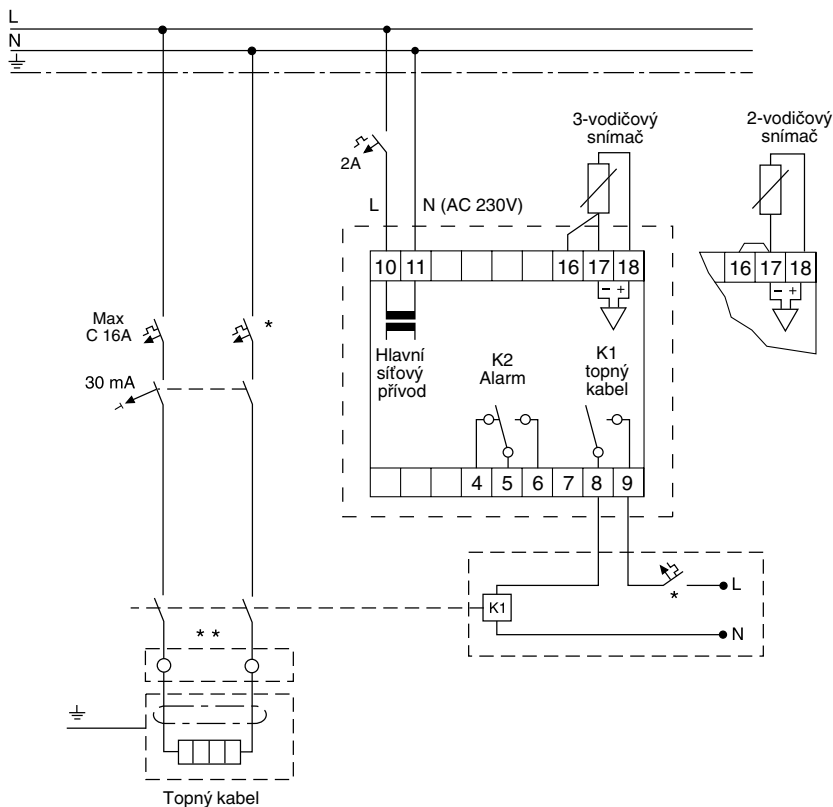 L
N
3-vodičový
snímač
2-vodičový
snímač
2A
L
N (AC 230V)
10 11 16 17 18
16 17 18
- +
- +
Max
C 16A
*
30 mA
Hlavní
síťový
přívod
K2
Alarm
K1
topný
kabel
4 5 6 7 8 9
K1
*
L
N
* *
Topný kabel